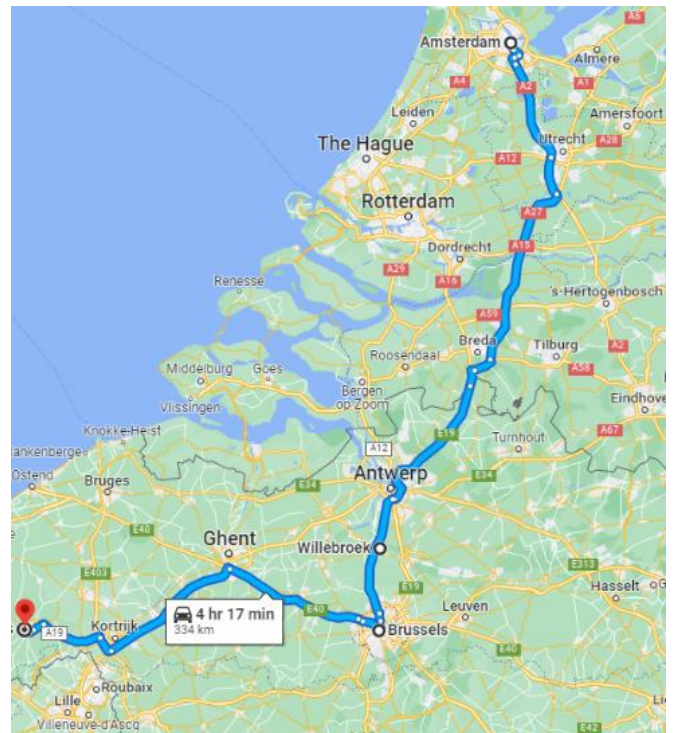 A6
Amsterdam
Almere
A4
A2
A1
Leiden
Amersfoort
Utrecht
A28
The Hague
A12
Rotterdam
A27
Dordrecht
A15
A29
A16
Renesse
's-Hertogenbosch
A59
Breda
Tilburg
A2
Roosendaal
A58
Middelburg
Goes
Bergen
op Zoom
Eindhove
Vlissingen
Knokke-Heist
A67
E19
Turnhout
A12
ankenberge
Ostend
Bruges
E34
Antwerp
E34
E40
Ghent
Willebroek
E313
E403
E19
Hasselt
G
4 hr 17 min
334 km
E40
Leuven
s
A19
Kortrijk
Brussels
E40
Roubaix
Lille
Villeneuve-d'Ascq
Li
E42